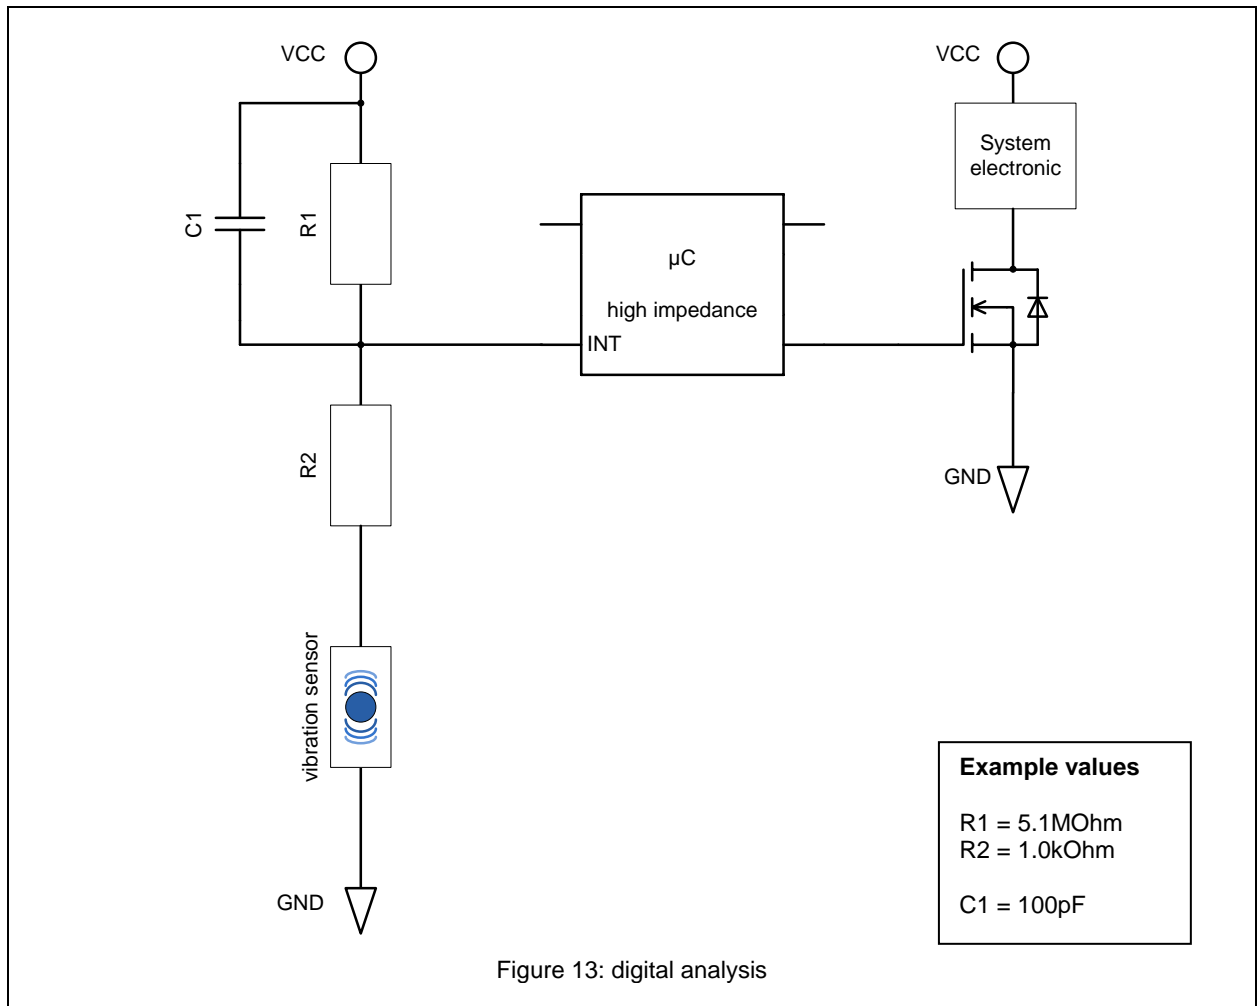 VCC
VCC
System
electronic
C1
R1
µC
high impedance
INT
R2
GND
vibration sensor
Example values
R1 = 5.1MOhm
R2 = 1.0kOhm
C1 = 100pF
GND
Figure 13: digital analysis